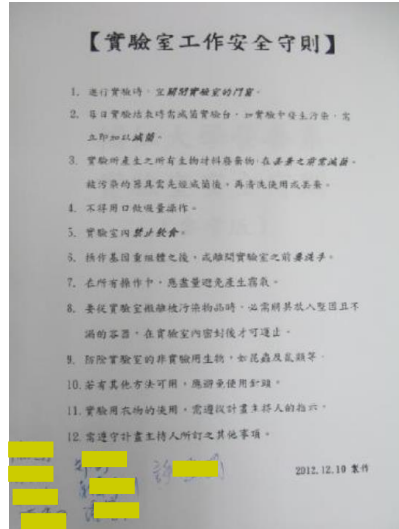 【實驗室工作安全守則】
1. 進行實驗時，宜關閉實驗室的門窗。
2. 每日實驗結束時需滅菌實驗台，如實驗中發生污染，需
立即加以滅菌。
3. 實驗所產生之所有生物材料廢棄物，在丟棄之前需滅菌。
被污染的器具需先經滅菌後，再清洗使用或丟棄。
4. 不得用口做吸量操作。
5. 實驗室內禁止飲食。
6. 操作基因重組體之後，或離開實驗室之前要洗手。
7. 在所有操作中，應盡量避免產生霧氣。
8. 要從實驗室搬離被污染物品時，必需將其放入堅固且不
漏的容器，在實驗室內密封後才可運出。
9. 防除實驗室的非實驗用生物，如昆蟲及鼠類等。
10. 若有其他方法可用，應避免使用針頭。
11. 實驗用衣物的使用，需遵從計畫主持人的指示。
12. 需遵守計畫主持人所訂之其他事項。
2012.12.10 製作